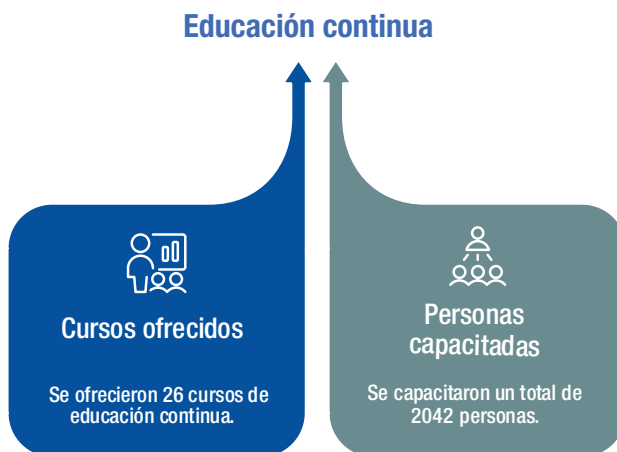 Educación continua
Cursos ofrecidos
Se ofrecieron 26 cursos de
educación continua.
Personas
capacitadas
Se capacitaron un total de
2042 personas.